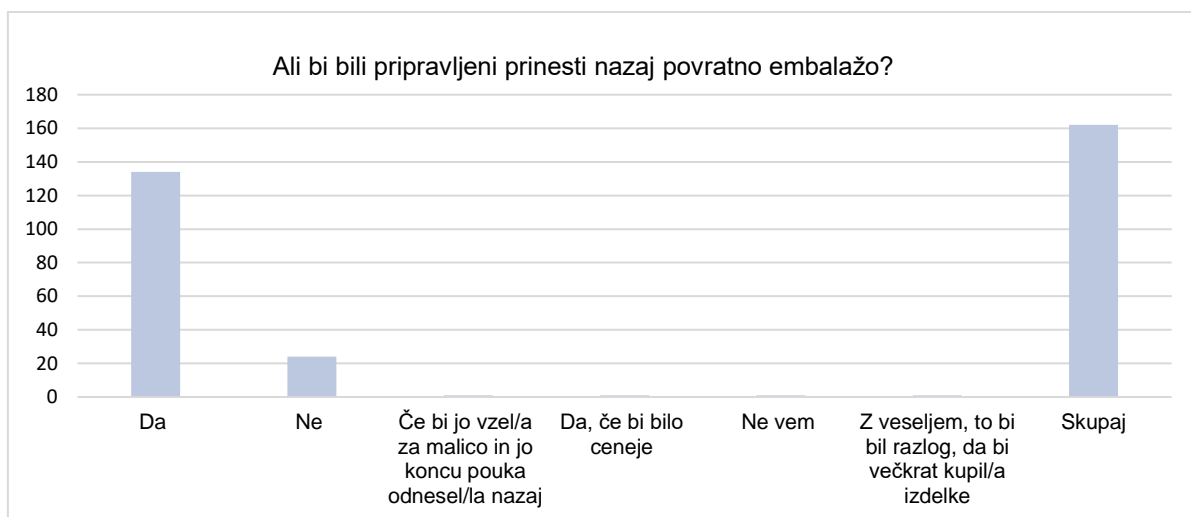 Ali bi bili pripravljeni prinesti nazaj povratno embalažo?
180
160
140
120
100
80
60
40
20
0
Da
Ne
Če bi jo vzel/a
za malico in jo
koncu pouka
odnesel/la nazaj
Da, če bi bilo
ceneje
Ne vem
Z veseljem, to bi
bil razlog, da bi
večkrat kupil/a
izdelke
Skupaj